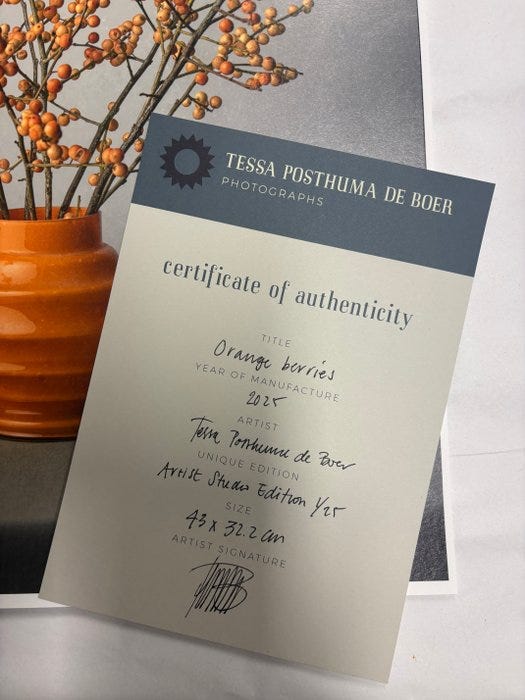 TESSA POSTHUMA DE BOER
PHOTOGRAPHS
certificate of authenticity
TITLE
Orange berries
YEAR OF MANUFACTURE
2025
ARTIST
Tessa Posthuma de Boer
UNIQUE EDITION
Artist Studio Edition 1/25
SIZE
43 x 32.2 cm
ARTIST SIGNATURE